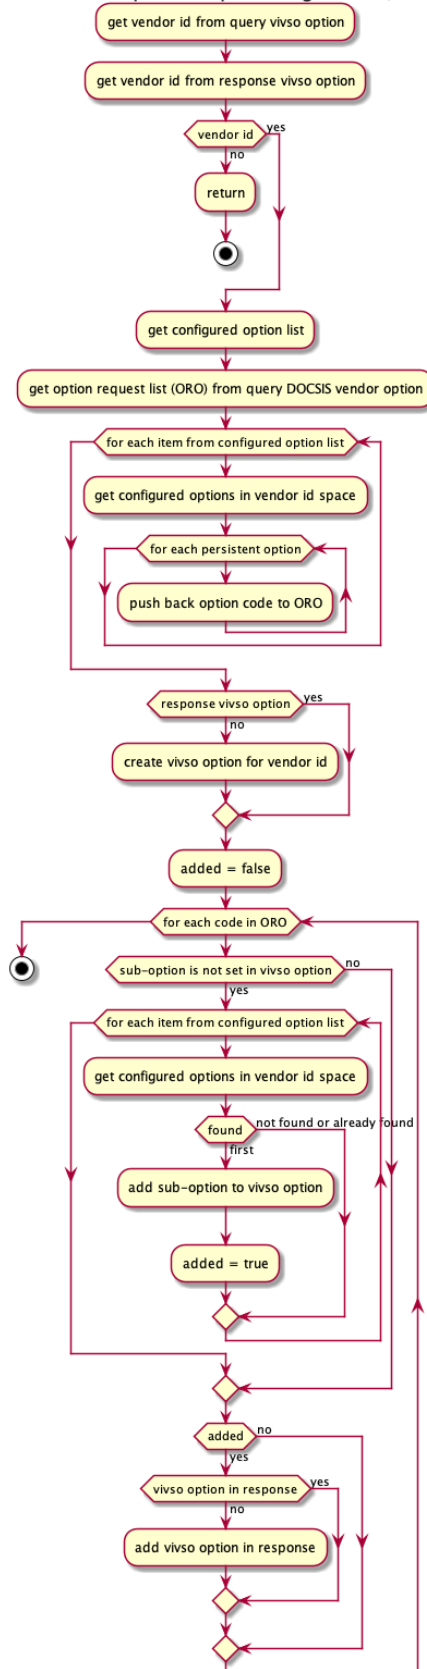 get vendor id from query vivso option
get vendor id from response vivso option
vendor id
yes
no
return
get configured option list
get option request list (ORO) from query DOCSIS vendor option
for each item from configured option list
get configured options in vendor id space
for each persistent option
push back option code to ORO
response vivso option
yes
no
create vivso option for vendor id
added = false
for each code in ORO
sub-option is not set in vivso option
no
yes
for each item from configured option list
get configured options in vendor id space
found
not found or already found
first
add sub-option to vivso option
added = true
added
no
yes
vivso option in response
yes
no
add vivso option in response